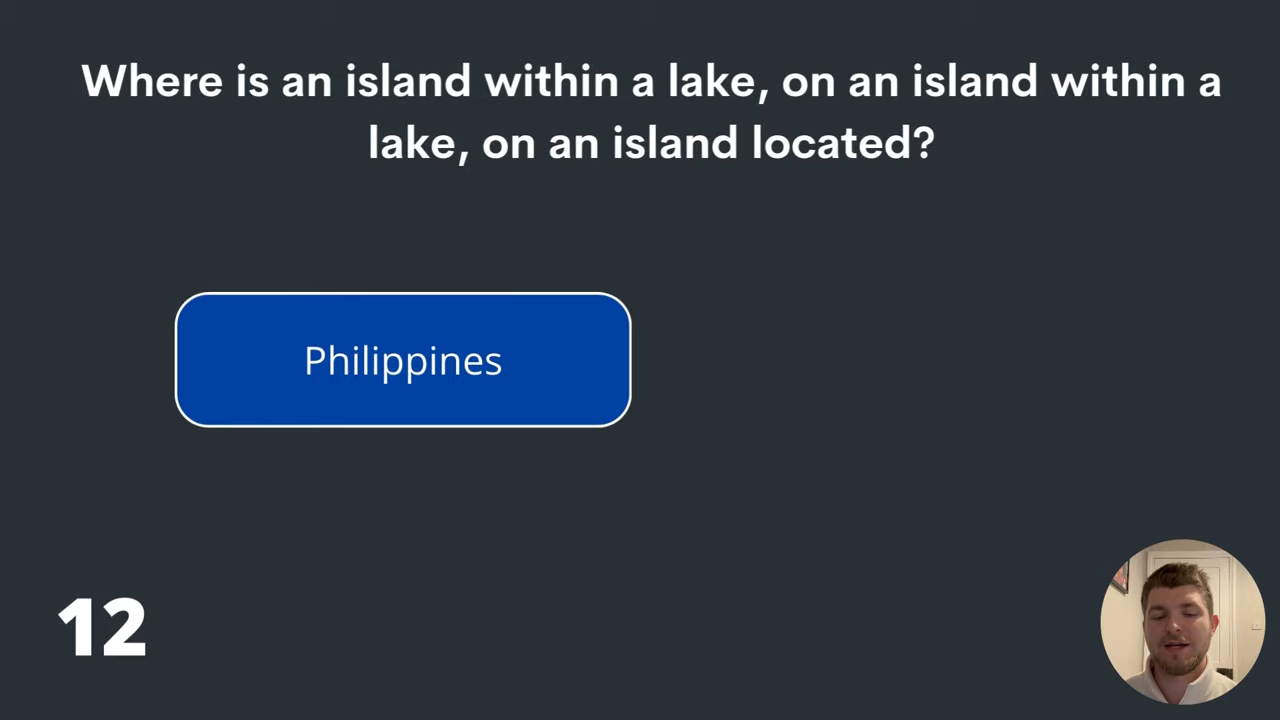 Where is an island within a lake, on an island within a
lake, on an island located?
Philippines
12